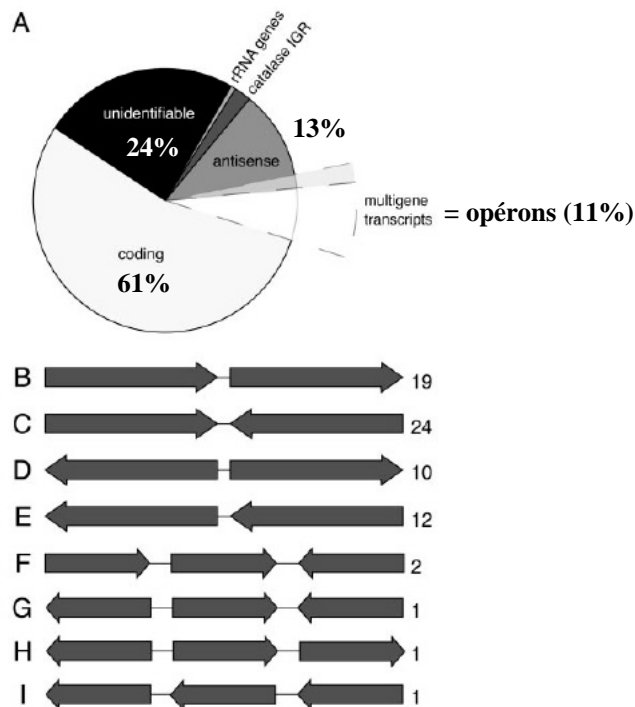 A
rRNA genes
catalase IGR
unidentifiable
24%
13%
antisense
multigene
transcripts
= opérons (11%)
coding
61%
B 19
C 24
D 10
E 12
F 2
G 1
H 1
I 1